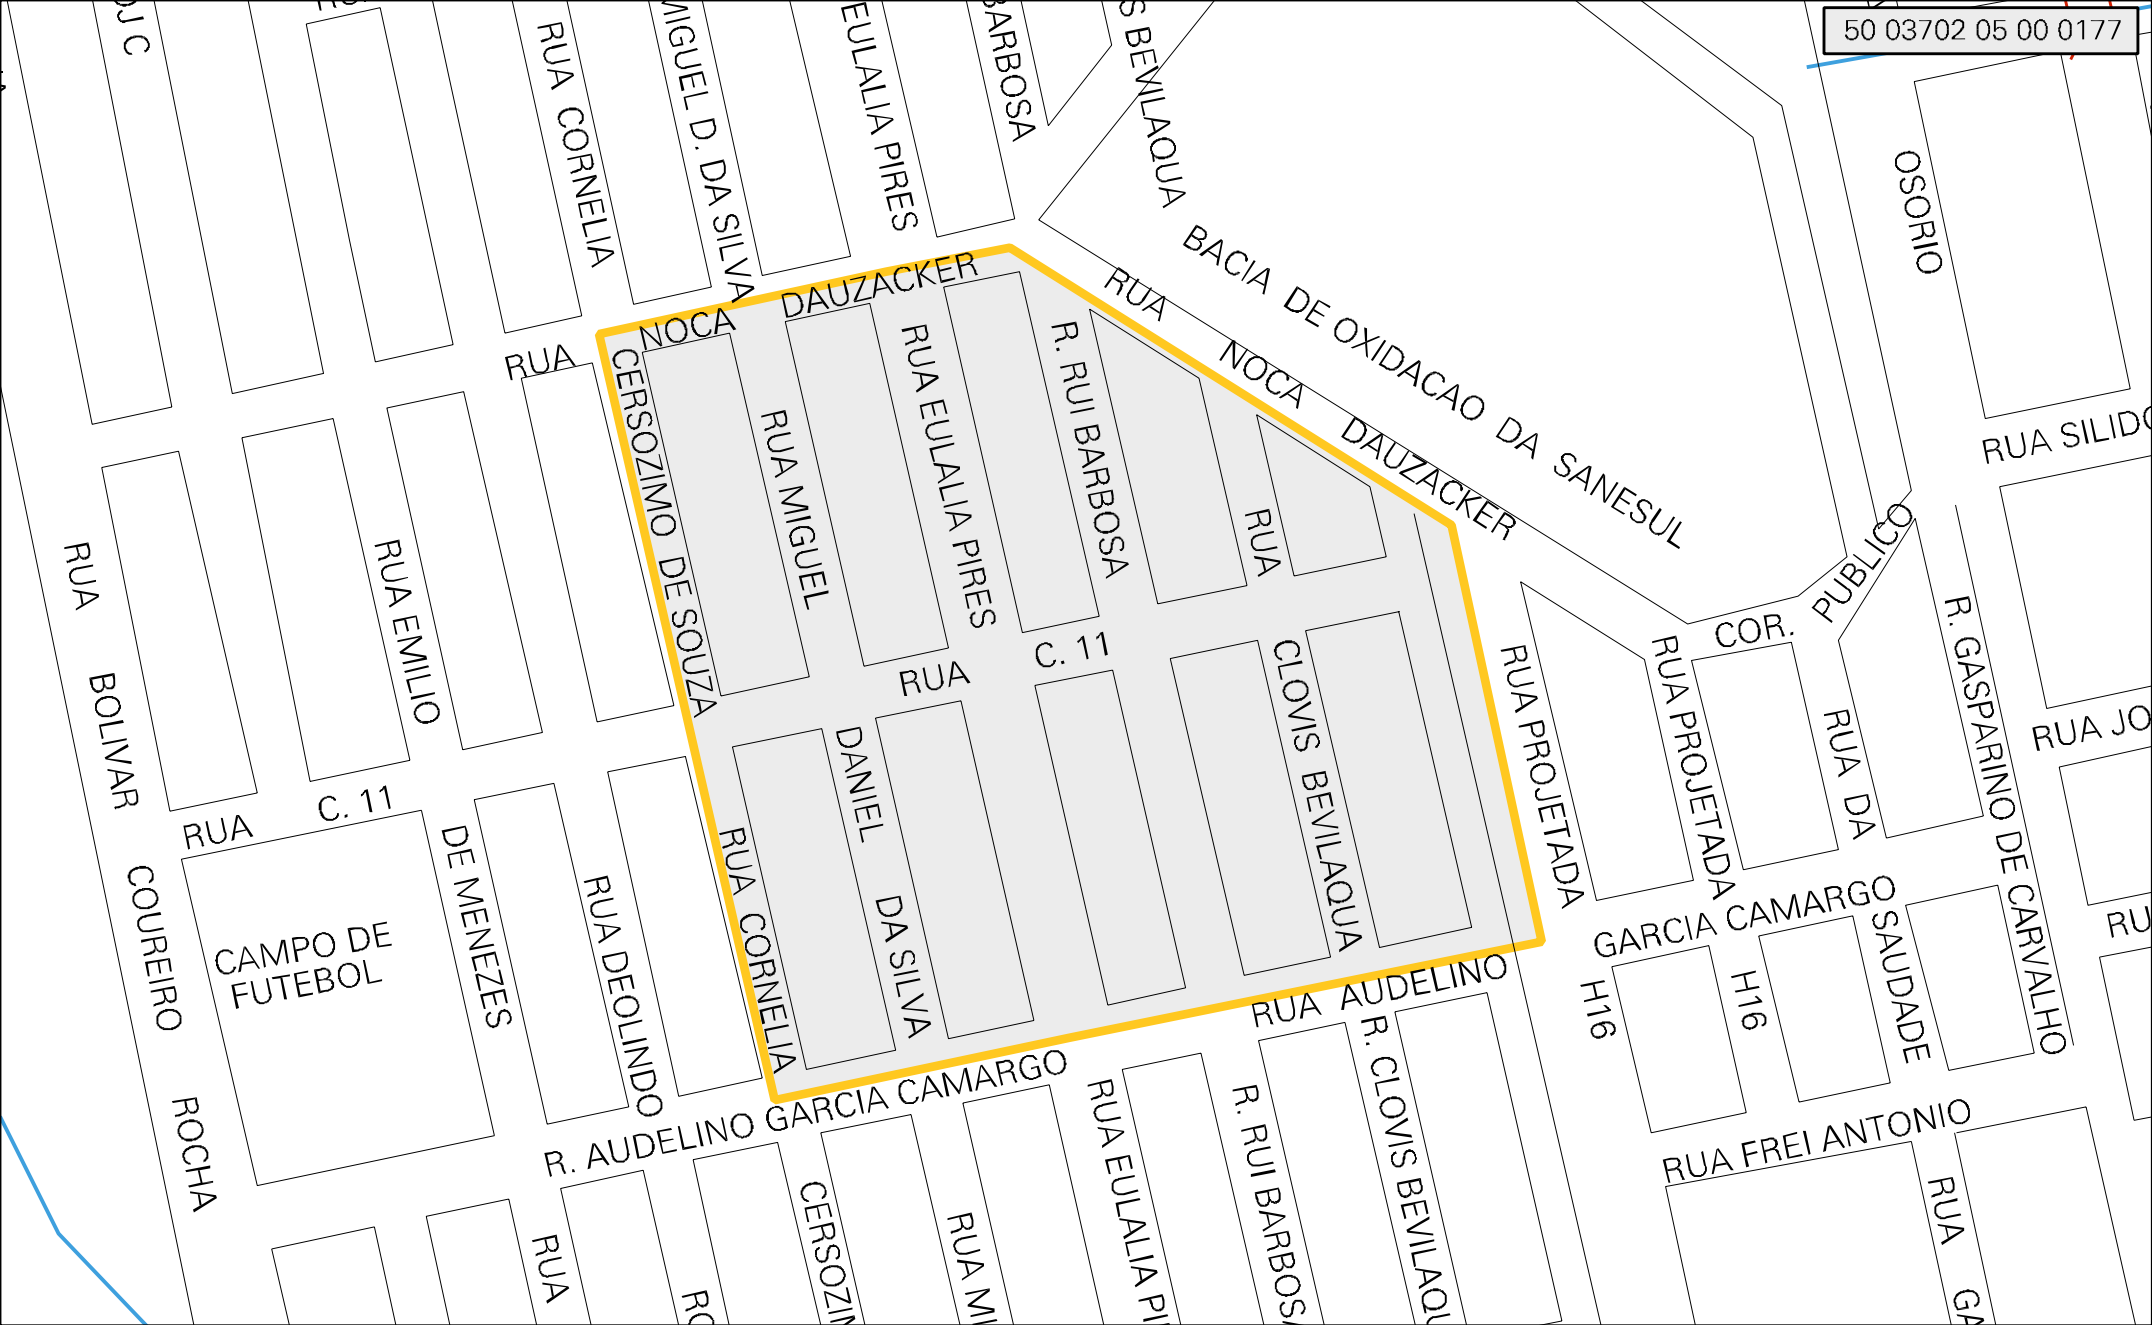 50 03702 05 00 0177
RUA CORNELIA
MIGUEL D. DA SILVA
EULALIA PIRES
BARBOSA
S BEVILAQUA
OSORIO
BACIA DE OXIDACAO DA SANESUL
RUA NOCA DAUZACKER
RUA NOCA DAUZACKER
RUA SILIDO
CERSOZIMO DE SOUZA
RUA CORNELIA
RUA MIGUEL
DANIEL
DA SILVA
RUA EULALIA PIRES
R. RUI BARBOSA
RUA
CLOVIS BEVILAQUA
RUA C. 11
RUA BOLIVAR COUREIRO ROCHA
RUA EMILIO
DE MENEZES
RUA C. 11
CAMPO DE
FUTEBOL
RUA DEOLINDO
RUA PROJETADA
H16
RUA PROJETADA
H16
COR. PUBLICO
RUA DA
SAUDADE
R. GASPARINO DE CARVALHO
RUA JO
RU
RUA AUDELINO
GARCIA CAMARGO
R. AUDELINO GARCIA CAMARGO
RUA FREI ANTONIO
RUA
RO
CERSOZIM
RUA MI
RUA EULALIA PI
R. RUI BARBOSA
R. CLOVIS BEVILAQU
RUA GA